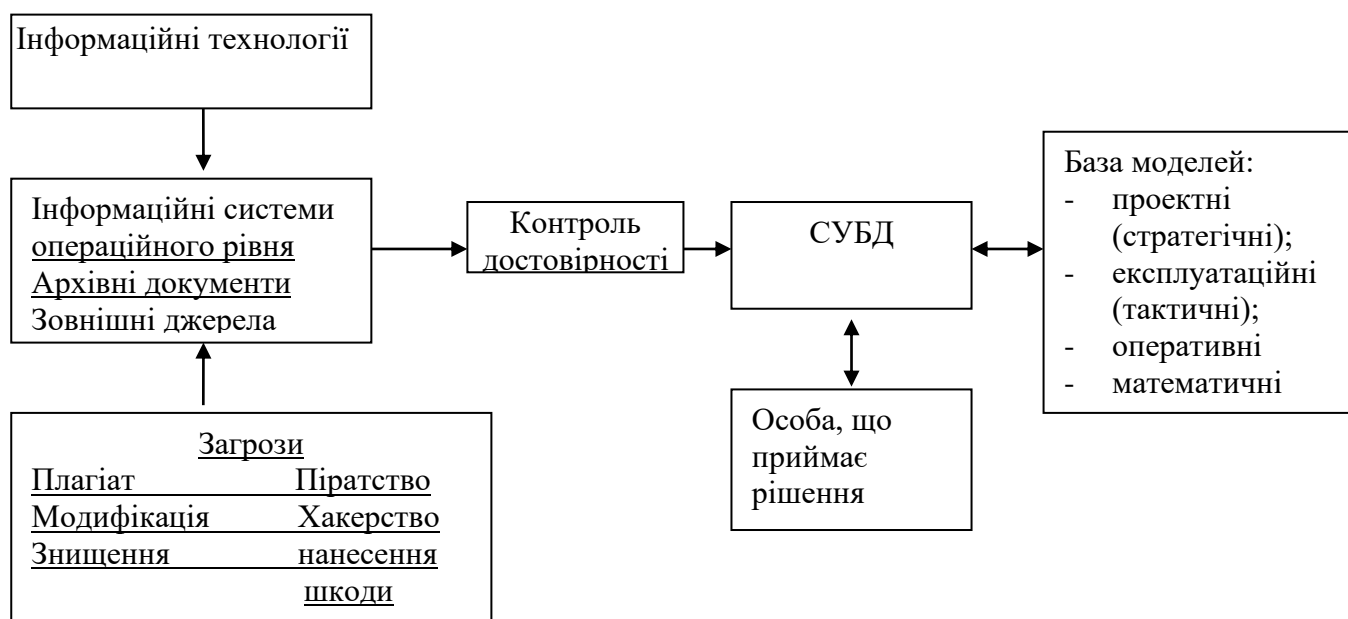 Інформаційні технології
Інформаційні системи
операційного рівня
Архівні документи
Зовнішні джерела
Контроль
достовірності
СУБД
База моделей:
- проектні
(стратегічні);
- експлуатаційні
(тактичні);
- оперативні
- математичні
Загрози
Плагіат Піратство
Модифікація Хакерство
Знищення нанесення
шкоди
Особа, що
приймає
рішення